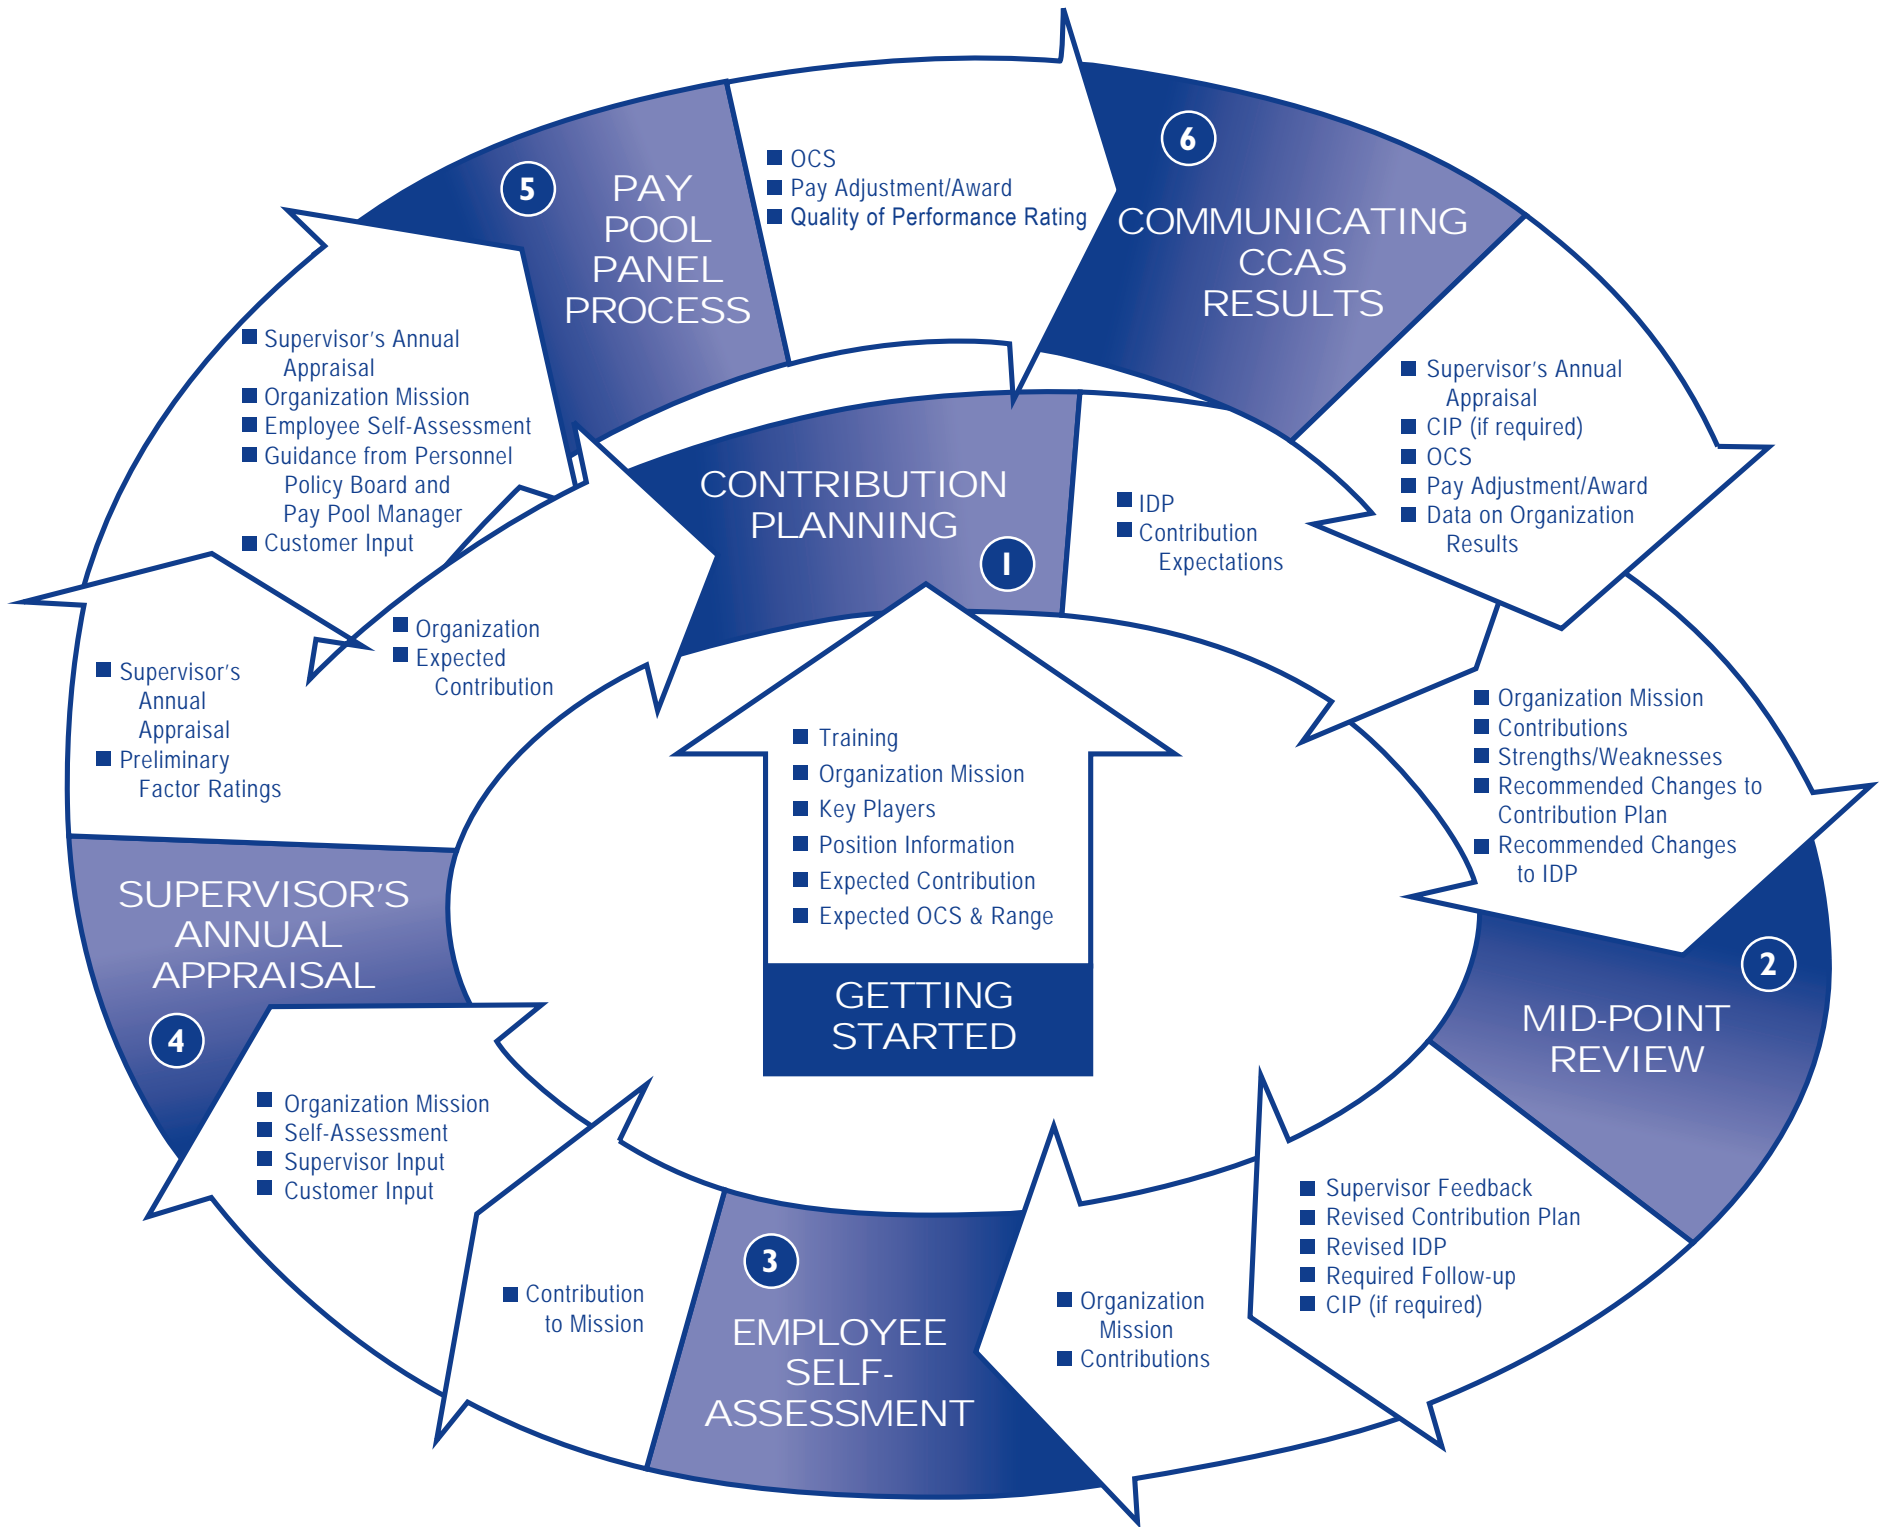 GETTING
STARTED
Training
Organization Mission
Key Players
Position Information
Expected Contribution
Expected OCS & Range
CONTRIBUTION
PLANNING
1
IDP
Contribution
Expectations
Organization Mission
Contributions
Strengths/Weaknesses
Recommended Changes to
Contribution Plan
Recommended Changes
to IDP
2
MID-POINT
REVIEW
Supervisor Feedback
Revised Contribution Plan
Revised IDP
Required Follow-up
CIP (if required)
Organization
Mission
Contributions
3
EMPLOYEE
SELF-
ASSESSMENT
Contribution
to Mission
Organization Mission
Self-Assessment
Supervisor Input
Customer Input
SUPERVISOR'S
ANNUAL
APPRAISAL
4
Supervisor's
Annual
Appraisal
Preliminary
Factor Ratings
Supervisor's Annual
Appraisal
Organization Mission
Employee Self-Assessment
Guidance from Personnel
Policy Board and
Pay Pool Manager
Customer Input
5
PAY
POOL
PANEL
PROCESS
OCS
Pay Adjustment/Award
Quality of Performance Rating
6
COMMUNICATING
CCAS
RESULTS
Supervisor's Annual
Appraisal
CIP (if required)
OCS
Pay Adjustment/Award
Data on Organization
Results
Organization
Expected
Contribution